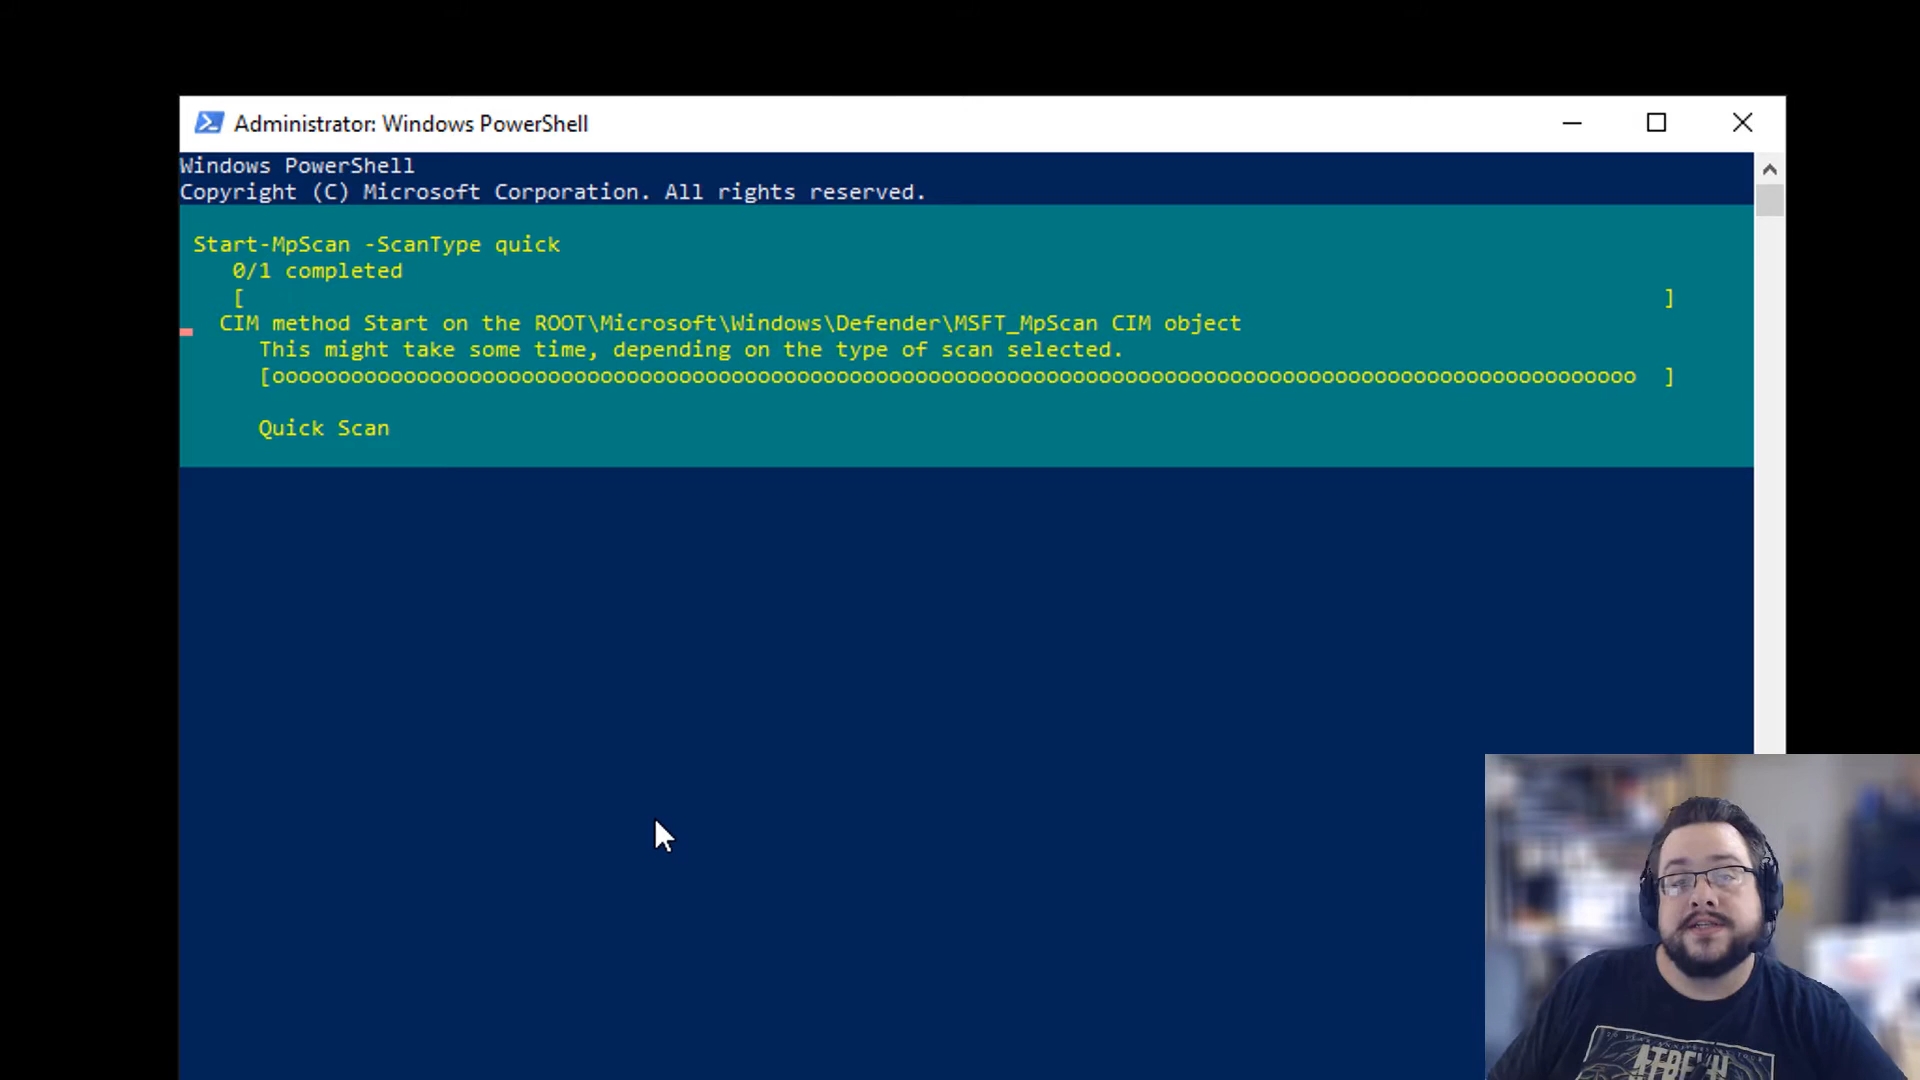 Administrator: Windows PowerShell
Windows PowerShell
Copyright (C) Microsoft Corporation. All rights reserved.
Start-MpScan -ScanType quick
0/1 completed
[ ]
CIM method Start on the ROOT\Microsoft\Windows\Defender\MSFT_MpScan CIM object
This might take some time, depending on the type of scan selected.
[oooooooooooooooooooooooooooooooooooooooooooooooooooooooooooooooooooooooooooooooooooooooooooooooooooooooo ]
Quick Scan